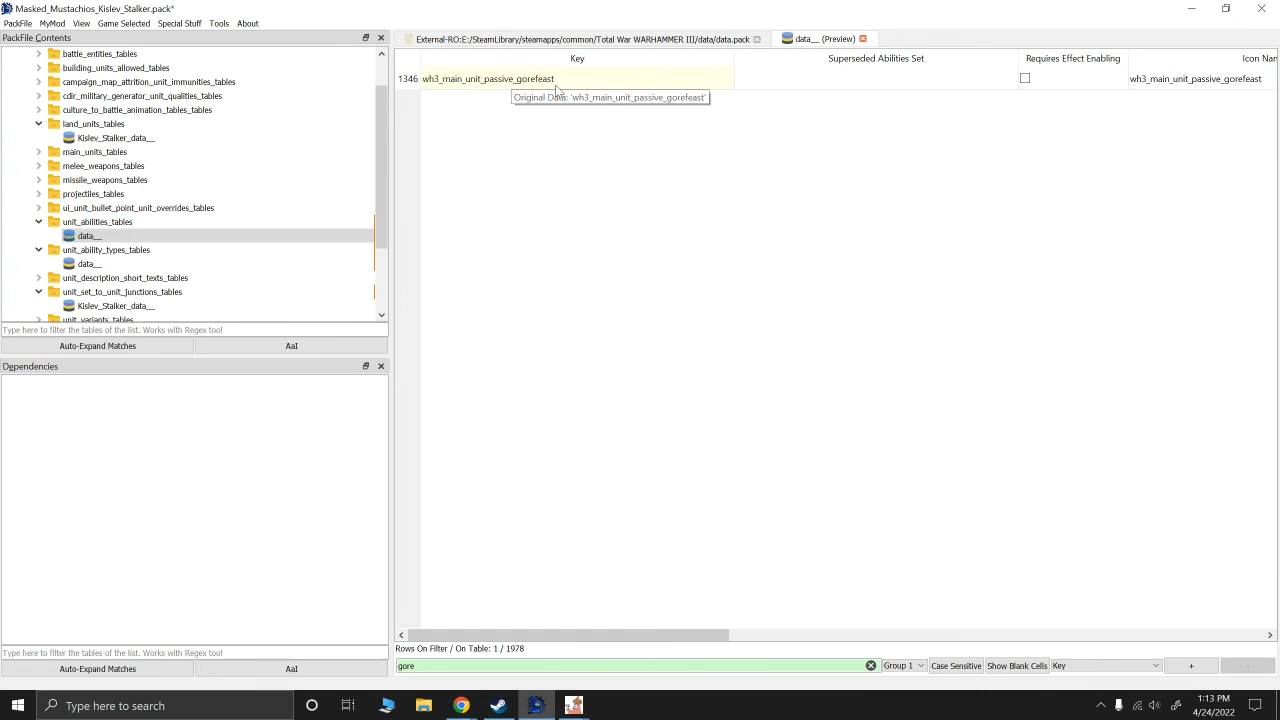 Masked_Mustachios_Kislev_Stalker.pack*
PackFile MyMod View Game Selected Special Stuff Tools About
PackFile Contents
battle_entities_tables
building_units_allowed_tables
campaign_map_attrition_unit_immunities_tables
cdir_military_generator_unit_qualities_tables
culture_to_battle_animation_tables_tables
land_units_tables
Kislev_Stalker_data__
main_units_tables
melee_weapons_tables
missile_weapons_tables
projectiles_tables
ui_unit_bullet_point_unit_overrides_tables
unit_abilities_tables
data__
unit_ability_types_tables
data__
unit_description_short_texts_tables
unit_set_to_unit_junctions_tables
Kislev_Stalker_data__
unit_variants_tables
Type here to filter the tables of the list. Works with Regex too!
Auto-Expand Matches AaI
Dependencies
Type here to filter the tables of the list. Works with Regex too!
Auto-Expand Matches AaI
External-RO:E:/SteamLibrary/steamapps/common/Total War WARHAMMER III/data/data.pack data__ (Preview)
Key Superseded Abilities Set Requires Effect Enabling Icon Nam
1346 wh3_main_unit_passive_gorefeast wh3_main_unit_passive_gorefeast
Original Data: 'wh3_main_unit_passive_gorefeast'
Rows On Filter / On Table: 1 / 1978
gore Group 1 Case Sensitive Show Blank Cells Key + -
Type here to search 1:13 PM
4/24/2022